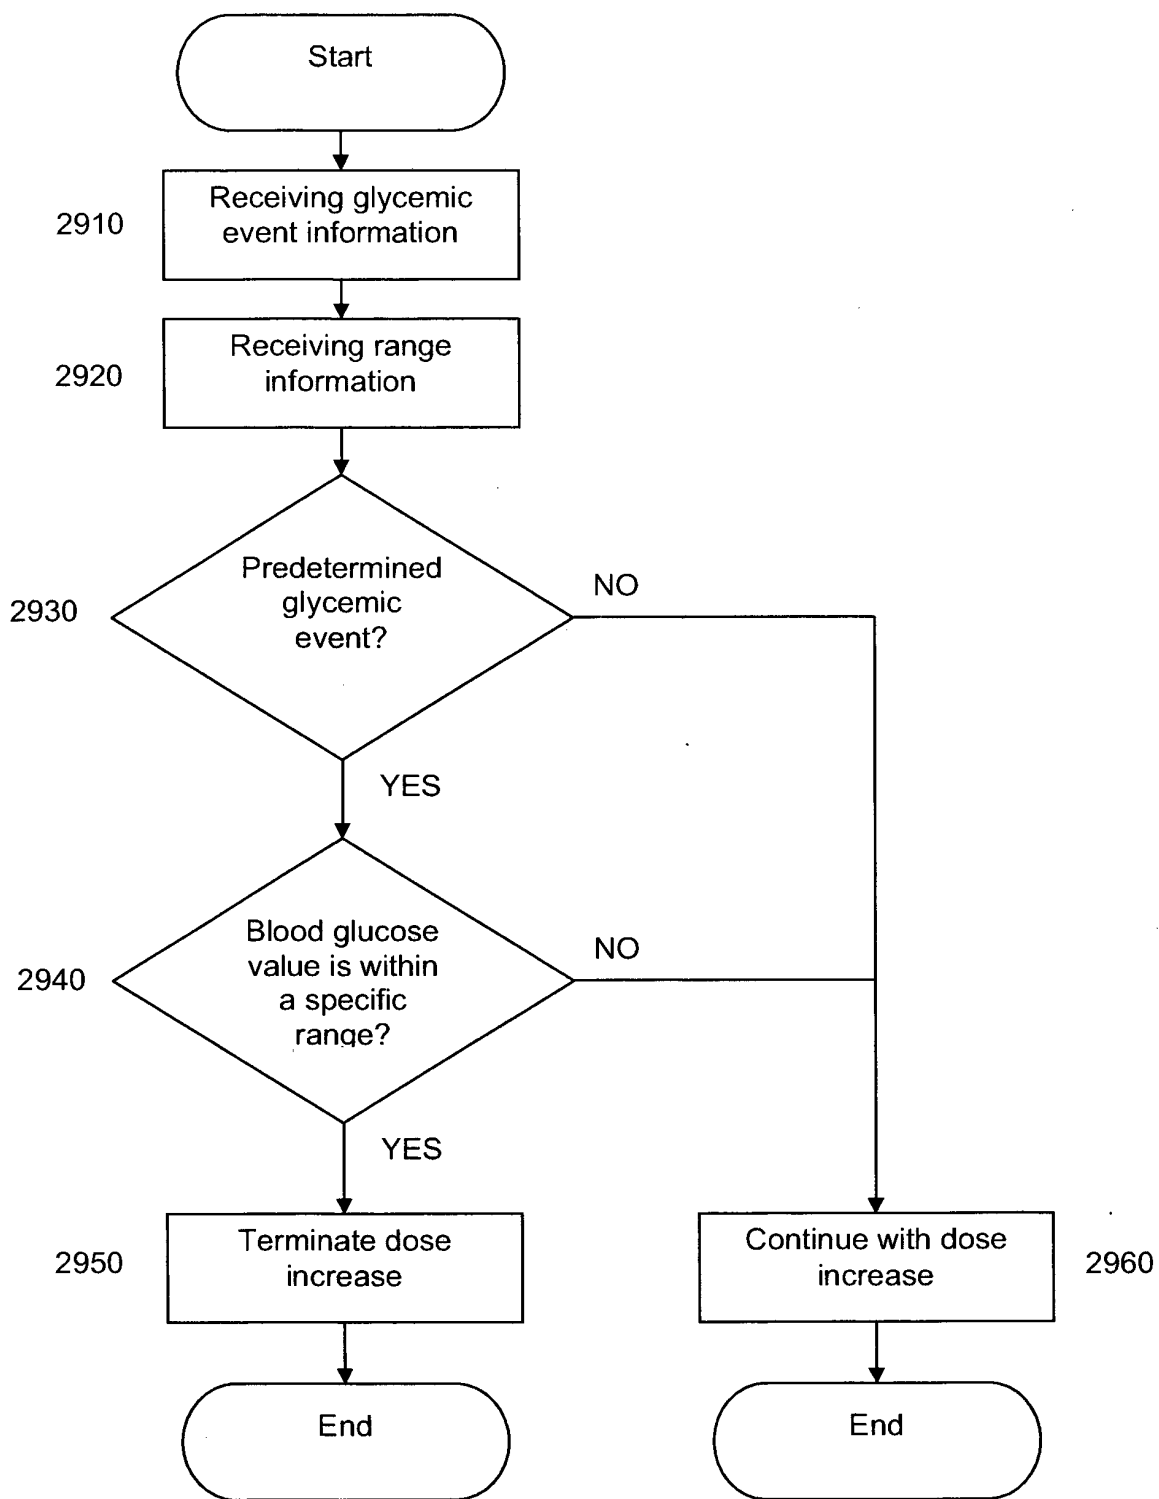 Start
2910
Receiving glycemic
event information
2920
Receiving range
information
2930
Predetermined
glycemic
event?
NO
YES
2940
Blood glucose
value is within
a specific
range?
NO
YES
2950
Terminate dose
increase
Continue with dose
increase
2960
End
End